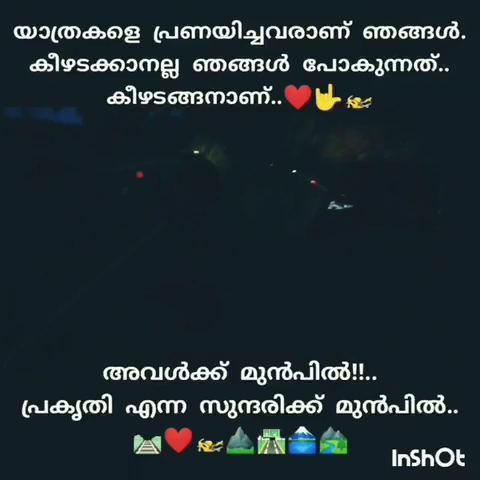 യാത്രകളെ പ്രണയിച്ചവരാണ് ഞങ്ങൾ.
കീഴടക്കാനല്ല ഞങ്ങൾ പോകുന്നത്..
കീഴടങ്ങനാണ്..❤️🤟🏍️
അവൾക്ക് മുൻപിൽ!!..
പ്രകൃതി എന്ന സുന്ദരിക്ക് മുൻപിൽ..
🛤️❤️🏍️⛰️🛣️🗻🏞️
InShOt